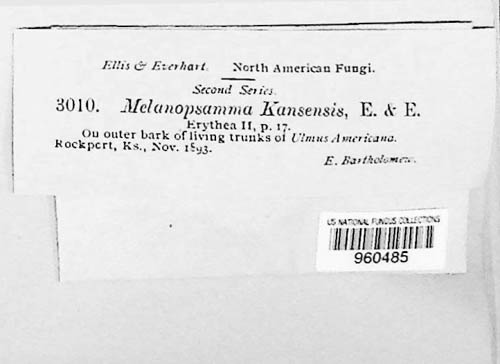 Ellis & Everhart. North American Fungi.
Second Series.
3010. Melanopsamma Kansensis, E. & E.
Erythea II, p. 17.
On outer bark of living trunks of Ulmus Americana.
Rockport, Ks., Nov. 1893.
E. Bartholomew.
US NATIONAL FUNGUS COLLECTIONS
960485